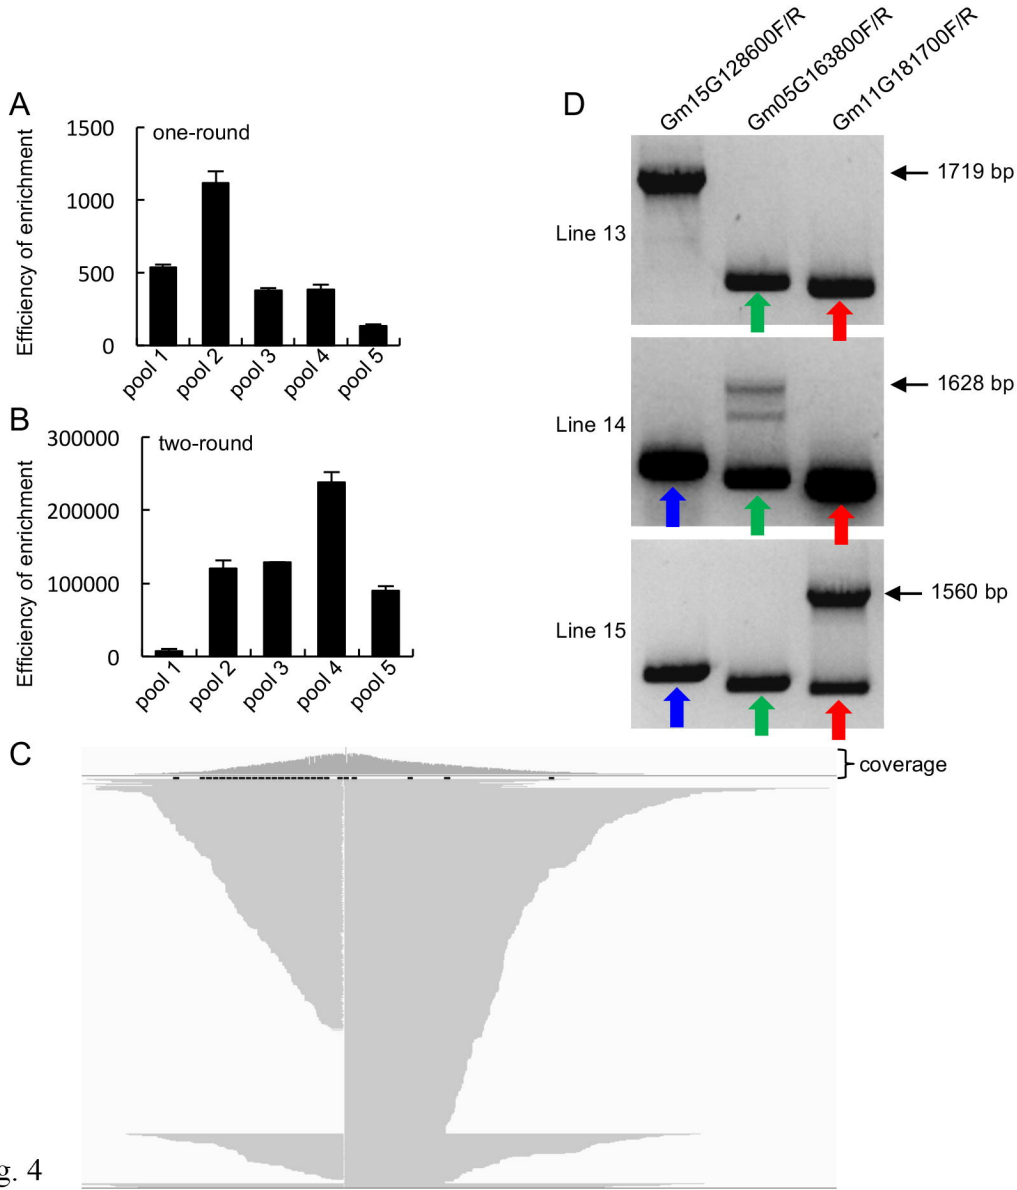 A
one-round
Efficiency of enrichment
1500
1000
500
0
pool 1
pool 2
pool 3
pool 4
pool 5
B
two-round
Efficiency of enrichment
300000
200000
100000
0
pool 1
pool 2
pool 3
pool 4
pool 5
C
coverage
D
Gm15G128600F/R
Gm05G163800F/R
Gm11G181700F/R
Line 13
1719 bp
Line 14
1628 bp
Line 15
1560 bp
g. 4